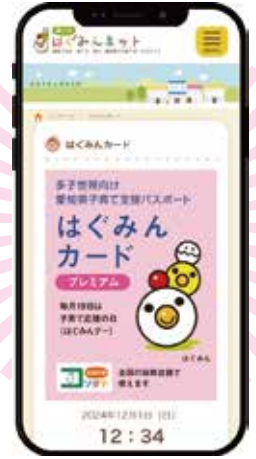 はぐみんネット
はぐみんカード
多子世帯向け
愛知県子育て支援パスポート
はぐみん
カード
プレミアム
毎月19日は
子育て応援の日
(はぐみんデー)
はぐみん
全国の協賛店舗で
使えます
2024年12月1日 (日)
12:34